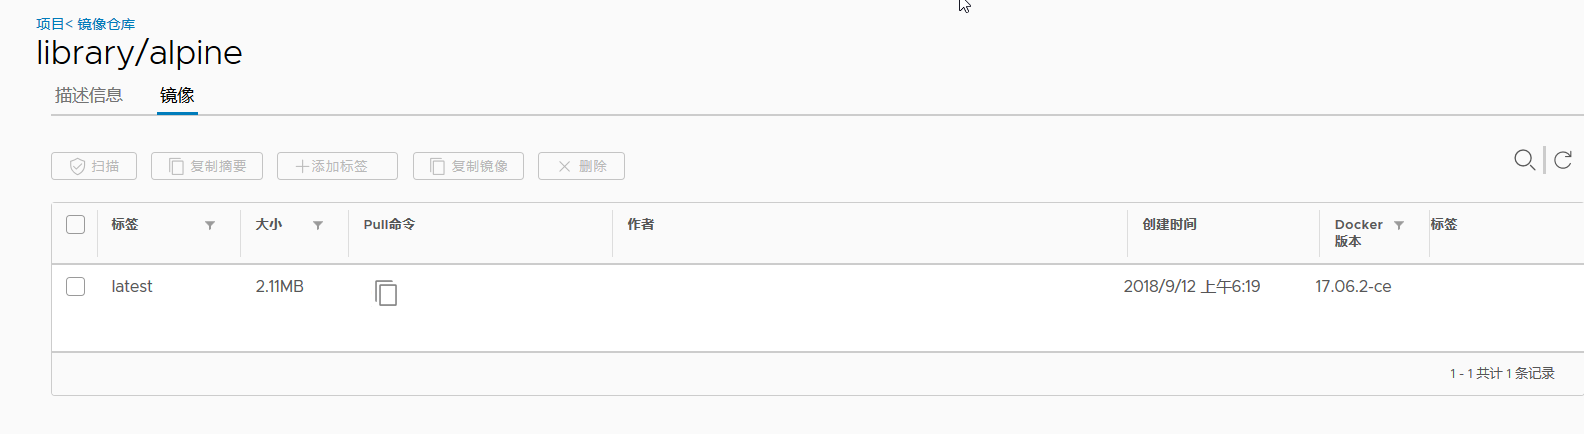 项目< 镜像仓库
library/alpine
描述信息 镜像
扫描 复制摘要 +添加标签 复制镜像 × 删除
标签 大小 Pull命令 作者 创建时间 Docker 版本 标签
latest 2.11MB 2018/9/12 上午6:19 17.06.2-ce
1 - 1 共计 1 条记录